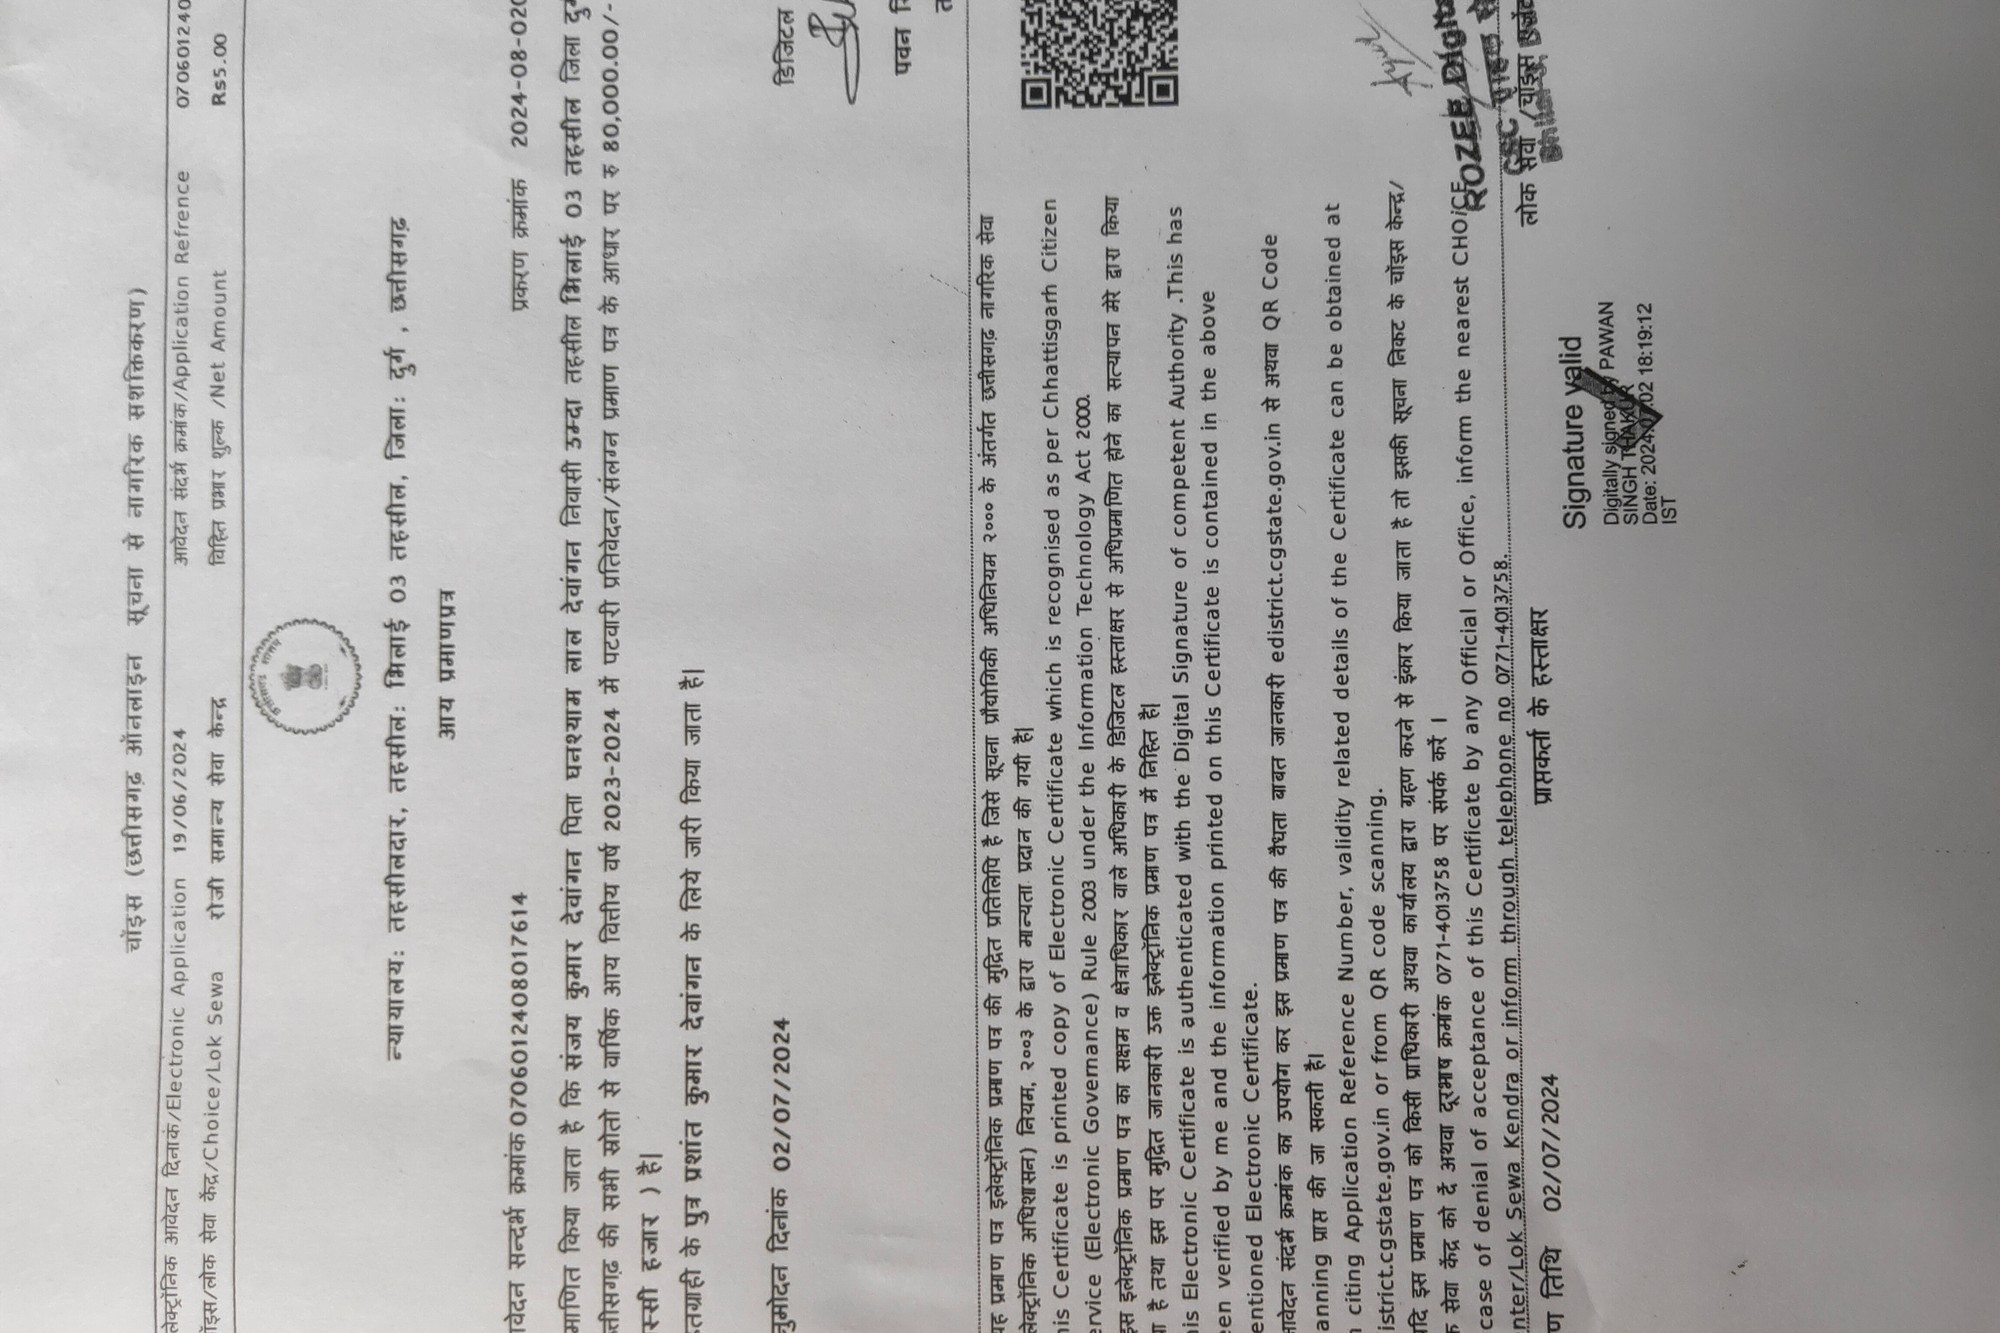 चॉइस (छत्तीसगढ़ ऑनलाइन सूचना से नागरिक सशक्तिकरण)
लेक्ट्रॉनिक आवेदन दिनाकं/Electronic Application 19/06/2024 आवेदन संदर्भ क्रमांक/Application Refrence 070601240
चॉइस/लोक सेवा केंद्र/Choice/Lok Sewa रोजी समान्य सेवा केन्द्र विहित प्रभार शुल्क /Net Amount Rs5.00
न्यायालय: तहसीलदार, तहसील: भिलाई 03 तहसील, जिला: दुर्ग , छत्तीसगढ़
आय प्रमाणपत्र
वेदन सन्दर्भ क्रमांक 0706012408017614 प्रकरण क्रमांक 2024-08-020
माणित किया जाता है कि संजय कुमार देवांगन पिता घनश्याम लाल देवांगन निवासी उम्दा तहसील भिलाई 03 तहसील जिला दु
तीसगढ़ की सभी स्रोतो से वार्षिक आय वित्तीय वर्ष 2023-2024 में पटवारी प्रतिवेदन/संलग्न प्रमाण पत्र के आधार पर रु 80,000.00/-
स्सी हजार ) है|
तग्राही के पुत्र प्रशांत कुमार देवांगन के लिये जारी किया जाता है|
नुमोदन दिनांक 02/07/2024
डिजिटल
पवन सि
ह प्रमाण पत्र इलेक्ट्रॉनिक प्रमाण पत्र की मुद्रित प्रतिलिपि है जिसे सूचना प्रौयोगिकी अधिनियम २००० के अंतर्गत छत्तीसगढ़ नागरिक सेवा
लेक्ट्रॉनिक अधिशासन) नियम, २००३ के द्वारा मान्यता प्रदान की गयी है|
his Certificate is printed copy of Electronic Certificate which is recognised as per Chhattisgarh Citizen
ervice (Electronic Governance) Rule 2003 under the Information Technology Act 2000.
स इलेक्ट्रॉनिक प्रमाण पत्र का सक्षम व क्षेत्राधिकार वाले अधिकारी के डिजिटल हस्ताक्षर से अधिप्रमाणित होने का सत्यापन मेरे द्वारा किया
या है तथा इस पर मुद्रित जानकारी उक्त इलेक्ट्रॉनिक प्रमाण पत्र में निहित है|
his Electronic Certificate is authenticated with the Digital Signature of competent Authority .This has
een verified by me and the information printed on this Certificate is contained in the above
entioned Electronic Certificate.
आवेदन संदर्भ क्रमांक का उपयोग कर इस प्रमाण पत्र की वैधता बाबत जानकारी edistrict.cgstate.gov.in से अथवा QR Code
anning प्राप्त की जा सकती है|
n citing Application Reference Number, validity related details of the Certificate can be obtained at
istrict.cgstate.gov.in or from QR code scanning.
दि इस प्रमाण पत्र को किसी प्राधिकारी अथवा कार्यालय द्वारा ग्रहण करने से इंकार किया जाता है तो इसकी सूचना निकट के चॉइस केन्द्र/
क सेवा केंद्र को दें अथवा दूरभाष क्रमांक 0771-4013758 पर संपर्क करें ।
case of denial of acceptance of this Certificate by any Official or Office, inform the nearest CHOiCE
nter/Lok Sewa Kendra or inform through telephone no 0771-4013758.
ण तिथि 02/07/2024 प्राप्तकर्ता के हस्ताक्षर लोक सेवा /चॉइस
ROZEE Digita
CSC
Signature valid
Digitally signed by PAWAN
SINGH THAKUR
Date: 2024.07.02 18:19:12
IST